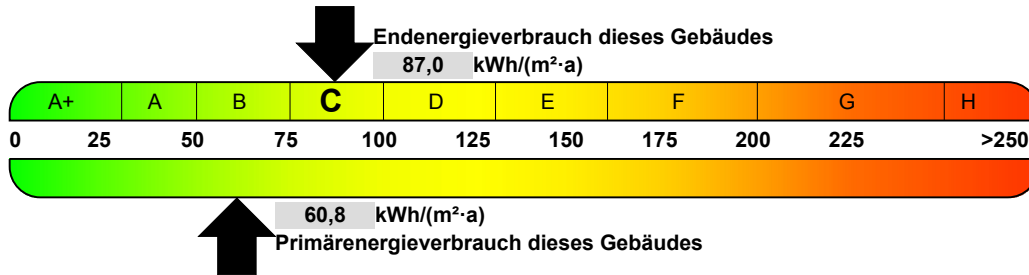 Endenergieverbrauch dieses Gebäudes
87,0 kWh/(m²·a)
A+ A B C D E F G H
0 25 50 75 100 125 150 175 200 225 >250
60,8 kWh/(m²·a)
Primärenergieverbrauch dieses Gebäudes